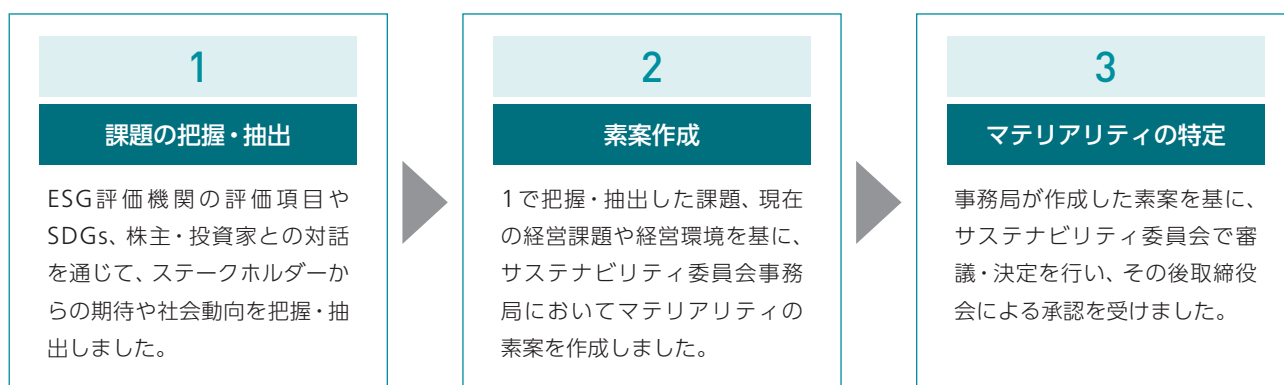 1
課題の把握・抽出
ESG評価機関の評価項目や
SDGs、株主・投資家との対話
を通じて、ステークホルダーか
らの期待や社会動向を把握・抽
出しました。
2
素案作成
1で把握・抽出した課題、現在
の経営課題や経営環境を基に、
サステナビリティ委員会事務
局においてマテリアリティの
素案を作成しました。
3
マテリアリティの特定
事務局が作成した素案を基に、
サステナビリティ委員会で審
議・決定を行い、その後取締役
会による承認を受けました。